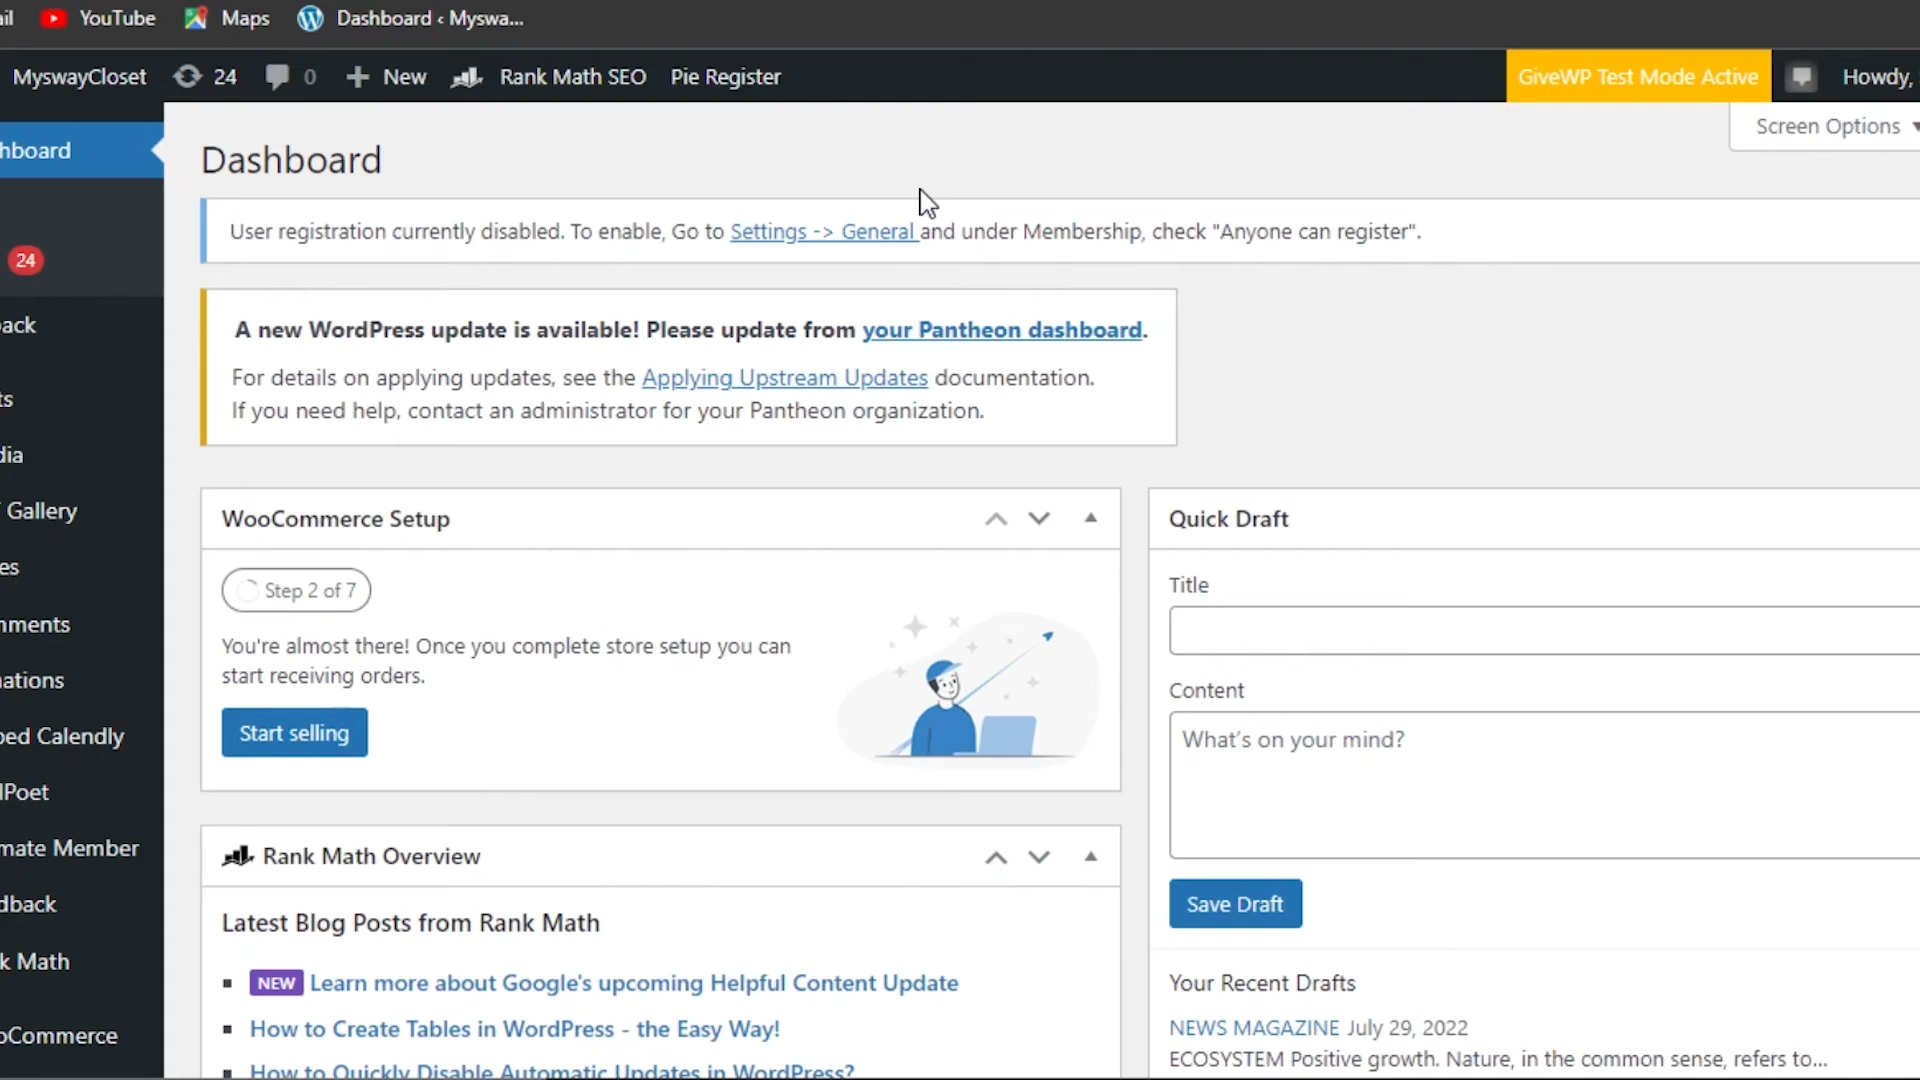 il YouTube Maps Dashboard ‹ Myswa...
MyswayCloset 24 0 New Rank Math SEO Pie Register GiveWP Test Mode Active Howdy,
Screen Options
hboard
Dashboard
User registration currently disabled. To enable, Go to Settings -> General and under Membership, check "Anyone can register".
24
A new WordPress update is available! Please update from your Pantheon dashboard.
For details on applying updates, see the Applying Upstream Updates documentation.
If you need help, contact an administrator for your Pantheon organization.
ack
ts
dia
Gallery
es
nments
ations
ed Calendly
lPoet
mate Member
dback
k Math
oCommerce
WooCommerce Setup
Step 2 of 7
You're almost there! Once you complete store setup you can
start receiving orders.
Start selling
Rank Math Overview
Latest Blog Posts from Rank Math
NEW Learn more about Google's upcoming Helpful Content Update
How to Create Tables in WordPress - the Easy Way!
How to Quickly Disable Automatic Updates in WordPress?
Quick Draft
Title
Content
What's on your mind?
Save Draft
Your Recent Drafts
NEWS MAGAZINE July 29, 2022
ECOSYSTEM Positive growth. Nature, in the common sense, refers to...